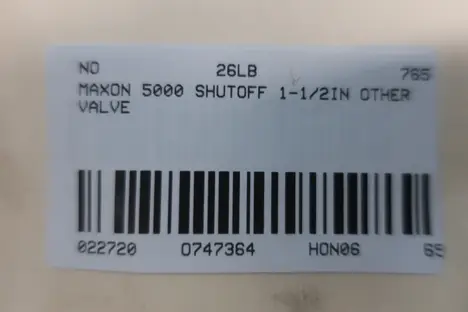 NO 26LB 765
MAXON 5000 SHUTOFF 1-1/2IN OTHER
VALVE
022720 0747364 HON06 65